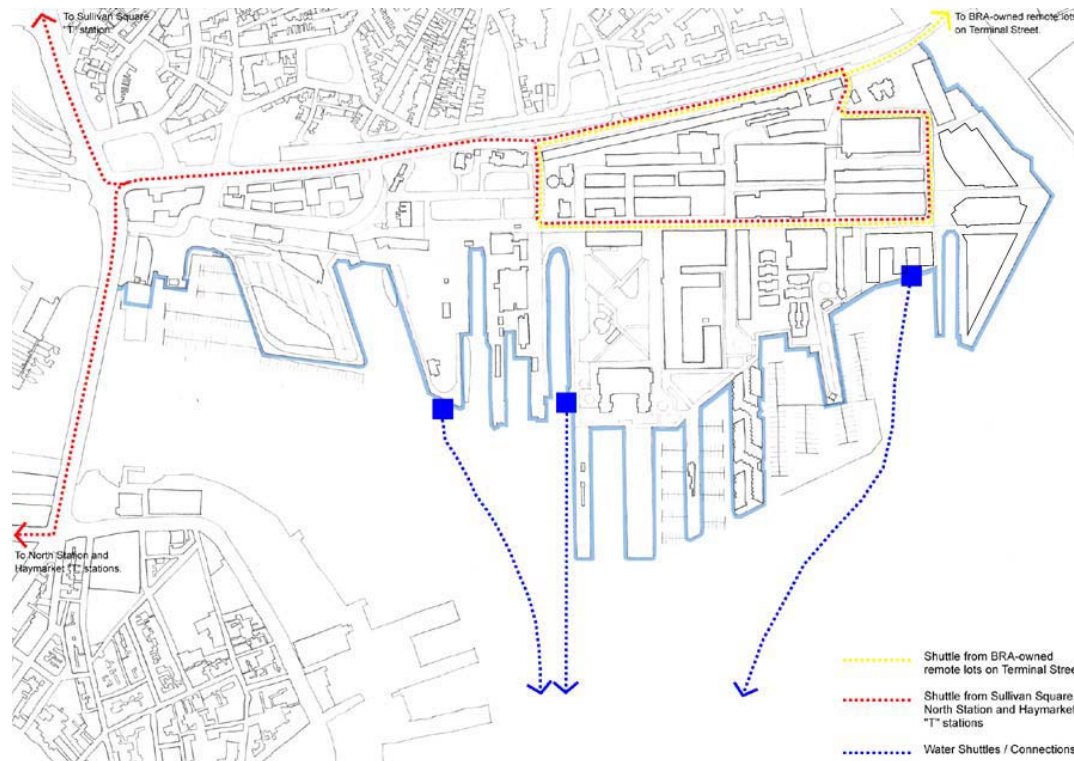 To Sullivan Square
"T" station.
To BRA-owned remote lots
on Terminal Street.
To North Station and
Haymarket "T" stations.
Shuttle from BRA-owned
remote lots on Terminal Stree
Shuttle from Sullivan Square,
North Station and Haymarket
"T" stations
Water Shuttles / Connections